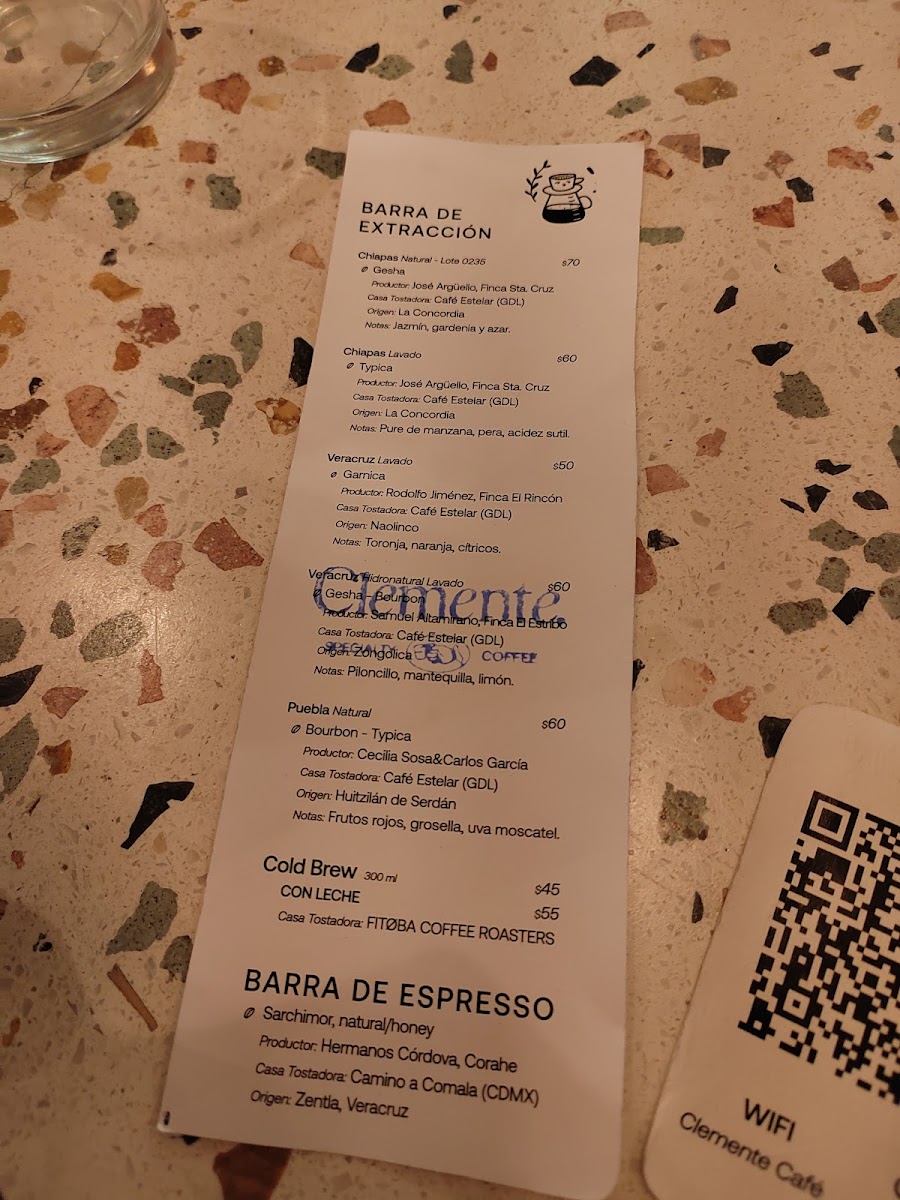 BARRA DE
EXTRACCIÓN
Chiapas Natural - Lote 0235 $70
Gesha
Productor: José Argüello, Finca Sta. Cruz
Casa Tostadora: Café Estelar (GDL)
Origen: La Concordia
Notas: Jazmín, gardenia y azar.
Chiapas Lavado $60
Typica
Productor: José Argüello, Finca Sta. Cruz
Casa Tostadora: Café Estelar (GDL)
Origen: La Concordia
Notas: Pure de manzana, pera, acidez sutil.
Veracruz Lavado $50
Garnica
Productor: Rodolfo Jiménez, Finca El Rincón
Casa Tostadora: Café Estelar (GDL)
Origen: Naolinco
Notas: Toronja, naranja, cítricos.
Veracruz Hidronatural Lavado $60
Clemente.
Gesha - Bourbon
Productor: Samuel Altamirano, Finca El Estribo
Casa Tostadora: Café Estelar (GDL)
SPECIALTY COFFEE
Origen: Zongolica
Notas: Piloncillo, mantequilla, limón.
Puebla Natural $60
Bourbon - Typica
Productor: Cecilia Sosa&Carlos García
Casa Tostadora: Café Estelar (GDL)
Origen: Huitzilán de Serdán
Notas: Frutos rojos, grosella, uva moscatel.
Cold Brew 300 ml $45
CON LECHE $55
Casa Tostadora: FITØBA COFFEE ROASTERS
BARRA DE ESPRESSO
Sarchimor, natural/honey
Productor: Hermanos Córdova, Corahe
Casa Tostadora: Camino a Comala (CDMX)
Origen: Zentla, Veracruz
WIFI
Clemente Café